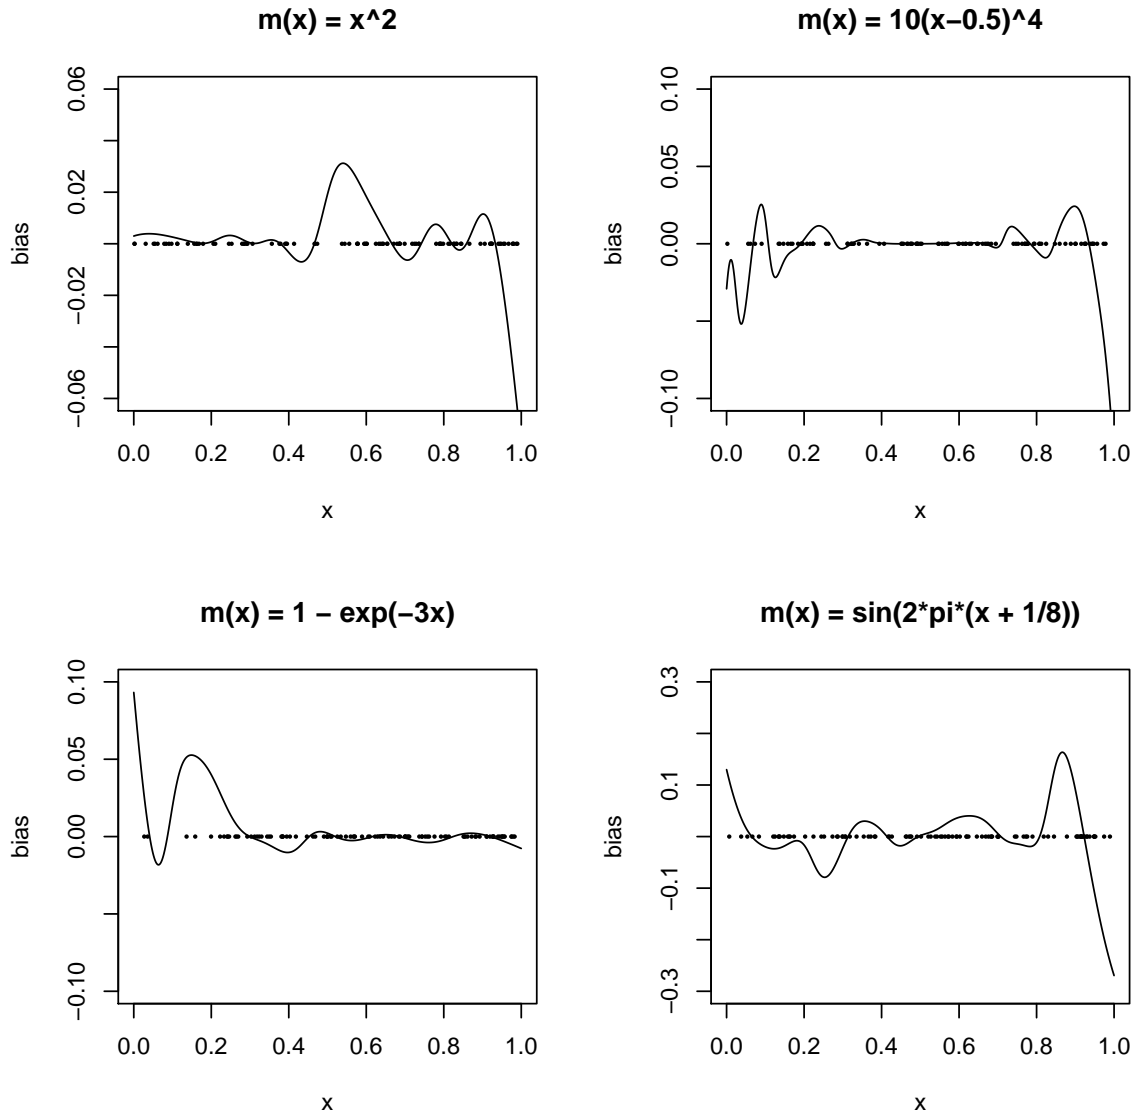 m(x) = x^2
bias
0.06
0.02
−0.02
−0.06
0.0 0.2 0.4 0.6 0.8 1.0
x
m(x) = 10(x−0.5)^4
bias
0.10
0.05
0.00
−0.10
0.0 0.2 0.4 0.6 0.8 1.0
x
m(x) = 1 − exp(−3x)
bias
0.10
0.05
0.00
−0.10
0.0 0.2 0.4 0.6 0.8 1.0
x
m(x) = sin(2*pi*(x + 1/8))
bias
0.3
0.1
−0.1
−0.3
0.0 0.2 0.4 0.6 0.8 1.0
x